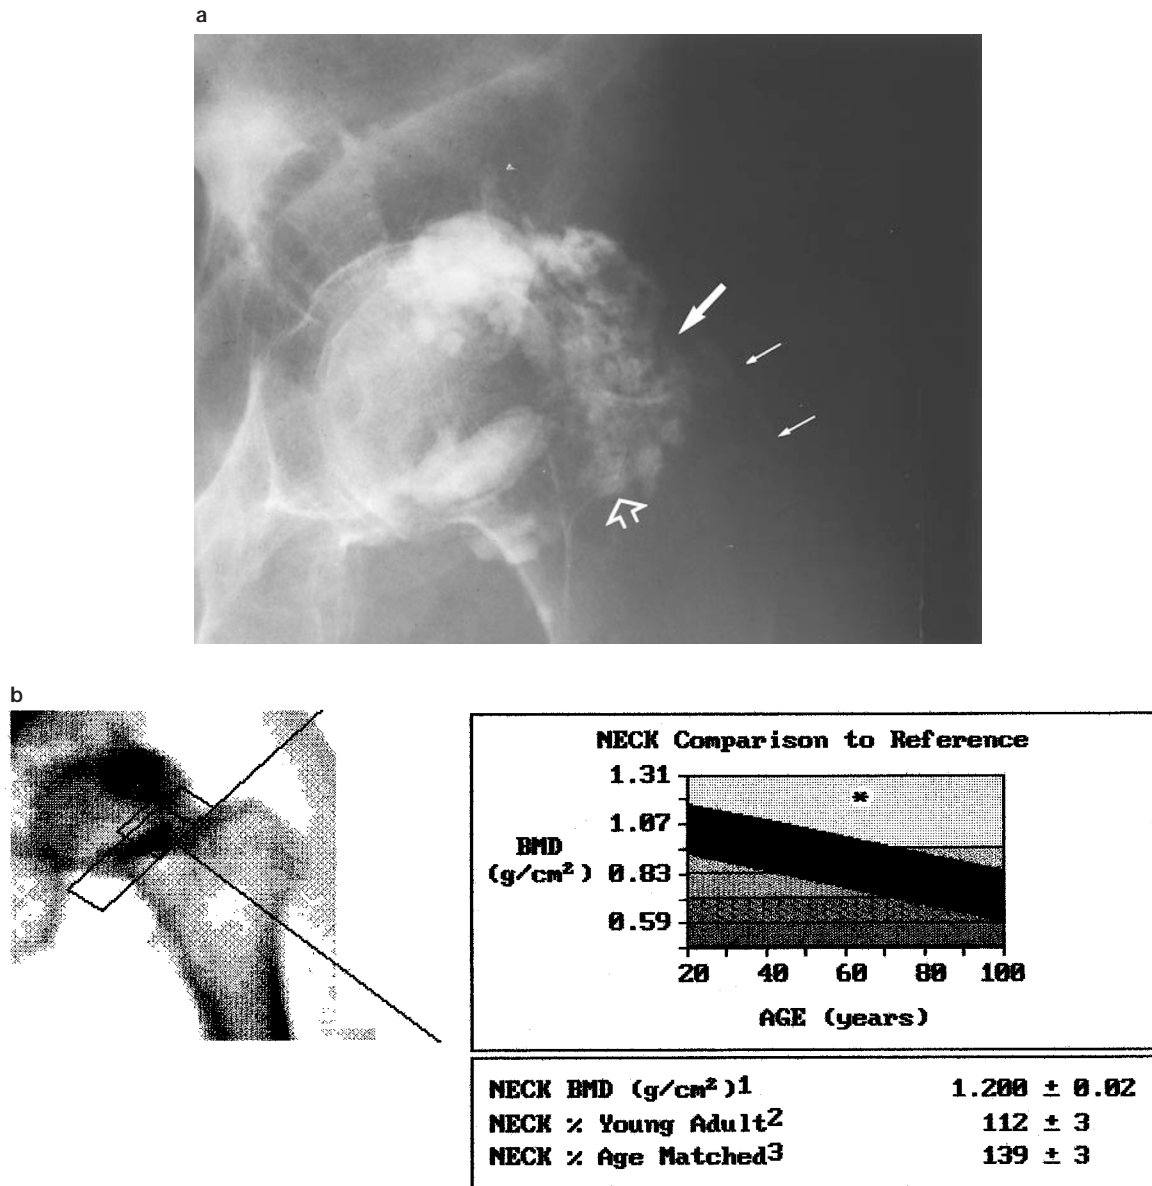 a
b
NECK Comparison to Reference
1.31
1.07
BMD
(g/cm²) 0.83
0.59
20 40 60 80 100
AGE (years)
*
NECK BMD (g/cm²)1 1.200 ± 0.02
NECK % Young Adult2 112 ± 3
NECK % Age Matched3 139 ± 3